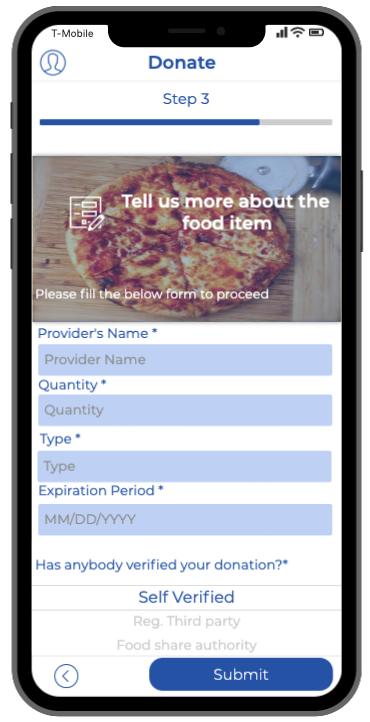 T-Mobile
Donate
Step 3
Tell us more about the
food item
Please fill the below form to proceed
Provider's Name *
Provider Name
Quantity *
Quantity
Type *
Type
Expiration Period *
MM/DD/YYYY
Has anybody verified your donation?*
Self Verified
Reg. Third party
Food share authority
Submit